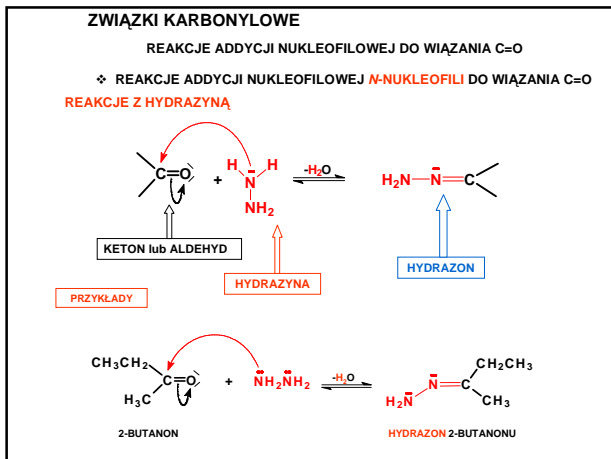 ZWIĄZKI KARBONYLOWE
REAKCJE ADDYCJI NUKLEOFILOWEJ DO WIĄZANIA C=O
❖ REAKCJE ADDYCJI NUKLEOFILOWEJ N-NUKLEOFILI DO WIĄZANIA C=O
REAKCJE Z HYDRAZYNĄ
C=O + H N H NH₂ -H₂O H₂N—N=C
KETON lub ALDEHYD
HYDRAZYNA
HYDRAZON
PRZYKŁADY
CH₃CH₂ C=O H₃C + NH₂NH₂ -H₂O H₂N N=C CH₂CH₃ CH₃
2-BUTANON
HYDRAZON 2-BUTANONU